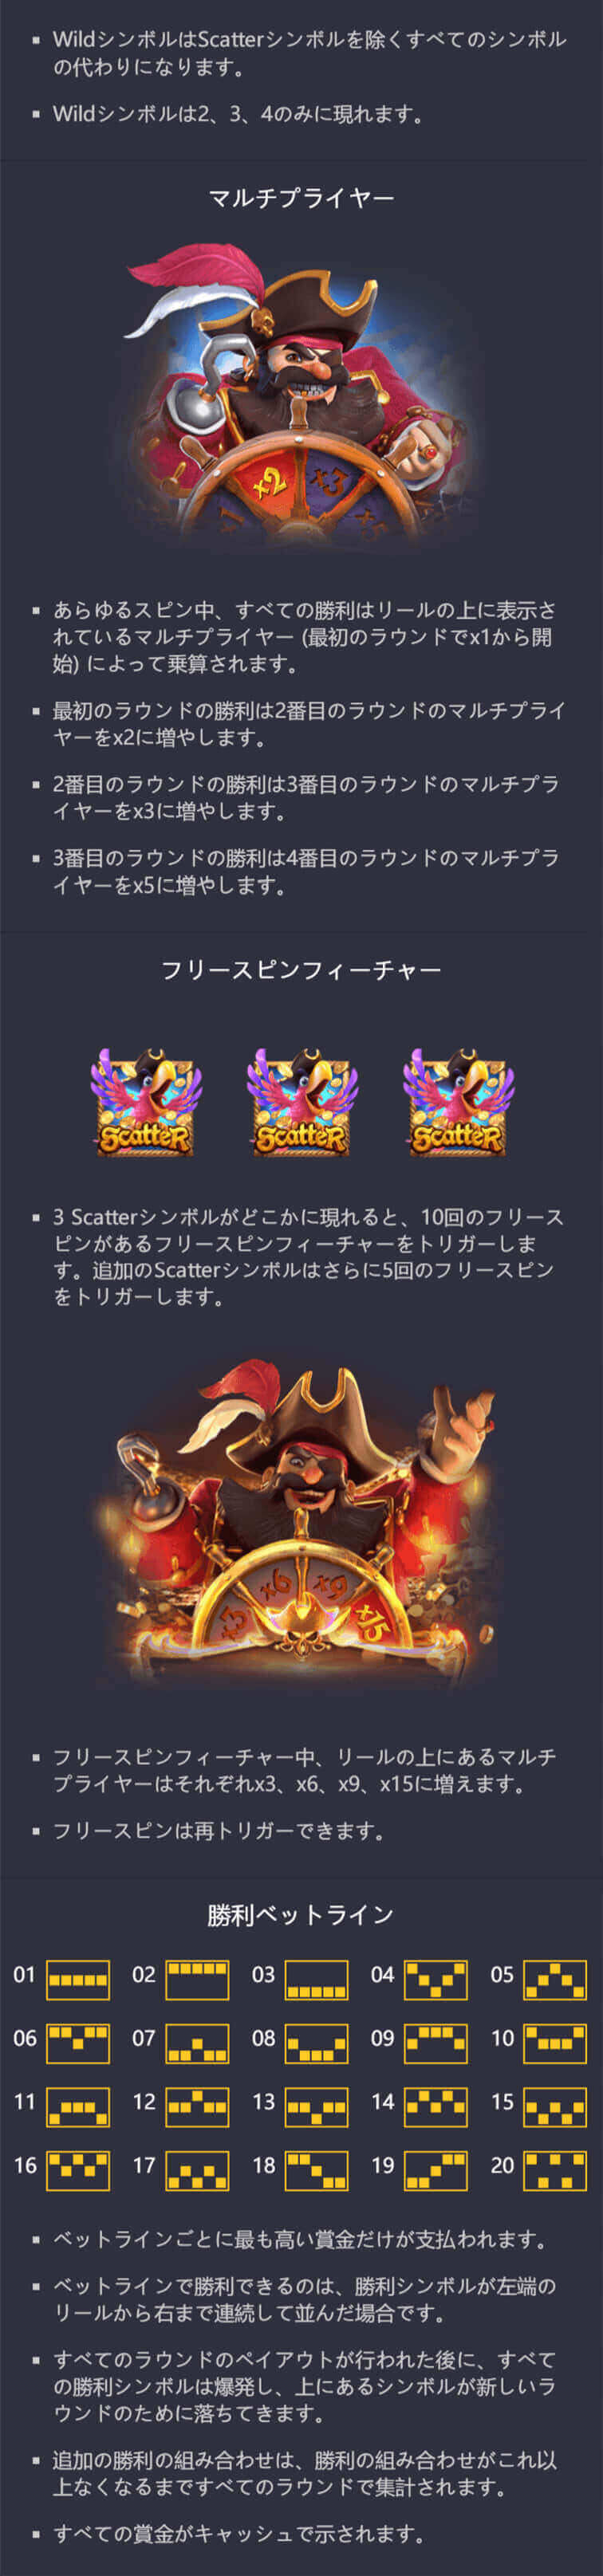 ▪ WildシンボルはScatterシンボルを除くすべてのシンボル
の代わりになります。
▪ Wildシンボルは2、3、4のみに現れます。
マルチプライヤー
x1 x2 x3 x5
▪ あらゆるスピン中、すべての勝利はリールの上に表示さ
れているマルチプライヤー (最初のラウンドでx1から開
始) によって乗算されます。
▪ 最初のラウンドの勝利は2番目のラウンドのマルチプライ
ヤーをx2に増やします。
▪ 2番目のラウンドの勝利は3番目のラウンドのマルチプラ
イヤーをx3に増やします。
▪ 3番目のラウンドの勝利は4番目のラウンドのマルチプラ
イヤーをx5に増やします。
フリースピンフィーチャー
ScatteR ScatteR ScatteR
▪ 3 Scatterシンボルがどこかに現れると、10回のフリース
ピンがあるフリースピンフィーチャーをトリガーしま
す。追加のScatterシンボルはさらに5回のフリースピン
をトリガーします。
x3 x6 x9 x15
▪ フリースピンフィーチャー中、リールの上にあるマルチ
プライヤーはそれぞれx3、x6、x9、x15に増えます。
▪ フリースピンは再トリガーできます。
勝利ベットライン
01 02 03 04 05
06 07 08 09 10
11 12 13 14 15
16 17 18 19 20
▪ ベットラインごとに最も高い賞金だけが支払われます。
▪ ベットラインで勝利できるのは、勝利シンボルが左端の
リールから右まで連続して並んだ場合です。
▪ すべてのラウンドのペイアウトが行われた後に、すべて
の勝利シンボルは爆発し、上にあるシンボルが新しいラ
ウンドのために落ちてきます。
▪ 追加の勝利の組み合わせは、勝利の組み合わせがこれ以
上なくなるまですべてのラウンドで集計されます。
▪ すべての賞金がキャッシュで示されます。